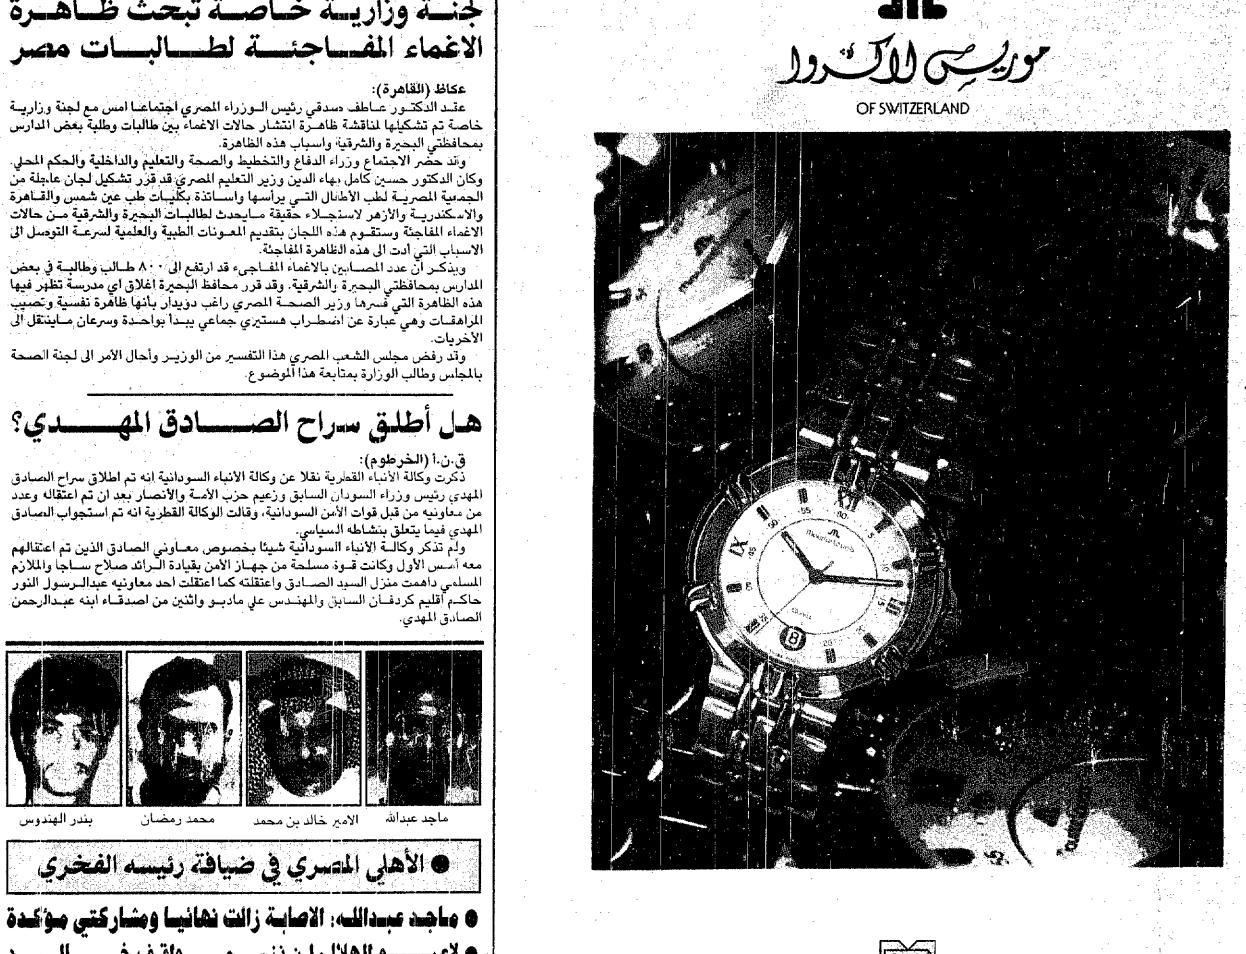 لجنة وزارية خاصة تبحث ظاهرة
الاغماء المفاجئة لطالبات مصر
عكاظ (القاهرة):
عقد الدكتور عاطف صدقي رئيس الوزراء المصري اجتماعا امس مع لجنة وزارية
خاصة تم تشكيلها لمناقشة ظاهرة انتشار حالات الاغماء بين طالبات وطلبة بعض المدارس
بمحافظتي البحيرة والشرقية واسباب هذه الظاهرة.
وقد حضر الاجتماع وزراء الدفاع والتخطيط والصحة والتعليم والداخلية والحكم المحلي.
وكان الدكتور حسين كامل بهاء الدين وزير التعليم المصري قد قرر تشكيل لجان عاجلة من
الجمعية المصرية لطب الأطفال التي يرأسها واساتذة بكليات طب عين شمس والقاهرة
والاسكندرية والأزهر لاستجلاء حقيقة مايحدث لطالبات البحيرة والشرقية من حالات
الاغماء المفاجئة وستقوم هذه اللجان بتقديم المعونات الطبية والعلمية لسرعة التوصل الى
الاسباب التي أدت الى هذه الظاهرة المفاجئة.
ويذكر ان عدد المصابين بالاغماء المفاجىء قد ارتفع الى ٨٠٠ طالب وطالبة في بعض
المدارس بمحافظتي البحيرة والشرقية. وقد قرر محافظ البحيرة إغلاق اي مدرسة تظهر فيها
هذه الظاهرة التي فسرها وزير الصحة المصري راغب دويدار بأنها ظاهرة نفسية وتصيب
المراهقات وهي عبارة عن اضطراب هستيري جماعي يبدأ بواحدة وسرعان ماينتقل الى
الأخريات.
وقد رفض مجلس الشعب المصري هذا التفسير من الوزير وأحال الأمر الى لجنة الصحة
بالمجلس وطالب الوزارة بمتابعة هذا الموضوع.
هل أطلق سراح الصادق المهدي؟
ق.ن.أ (الخرطوم):
ذكرت وكالة الأنباء القطرية نقلا عن وكالة الأنباء السودانية إنه تم اطلاق سراح الصادق
المهدي رئيس وزراء السودان السابق وزعيم حزب الأمة والأنصار بعد ان تم اعتقاله وعدد
من معاونيه من قبل قوات الأمن السودانية، وقالت الوكالة القطرية انه تم استجواب الصادق
المهدي فيما يتعلق بنشاطه السياسي.
ولم تذكر وكالة الأنباء السودانية شيئا بخصوص معاوني الصادق الذين تم اعتقالهم
معه أمس الأول وكانت قوة مسلحة من جهاز الأمن بقيادة الرائد صلاح ساجا والملازم
المسلمي داهمت منزل السيد الصادق واعتقلته كما اعتقلت احد معاونيه عبدالرسول النور
حاكم أقليم كردفان السابق والمهندس علي مادبو واثنين من اصدقاء ابنه عبدالرحمن
الصادق المهدي.
ماجد عبدالله
الامير خالد بن محمد
محمد رمضان
بندر الهندوس
● الأهلي المصري في ضيافة رئيسه الفخري
● ماجد عبدالله: الاصابة زالت نهائيا ومشاركتي مؤكدة
موريس لاكروا
OF SWITZERLAND